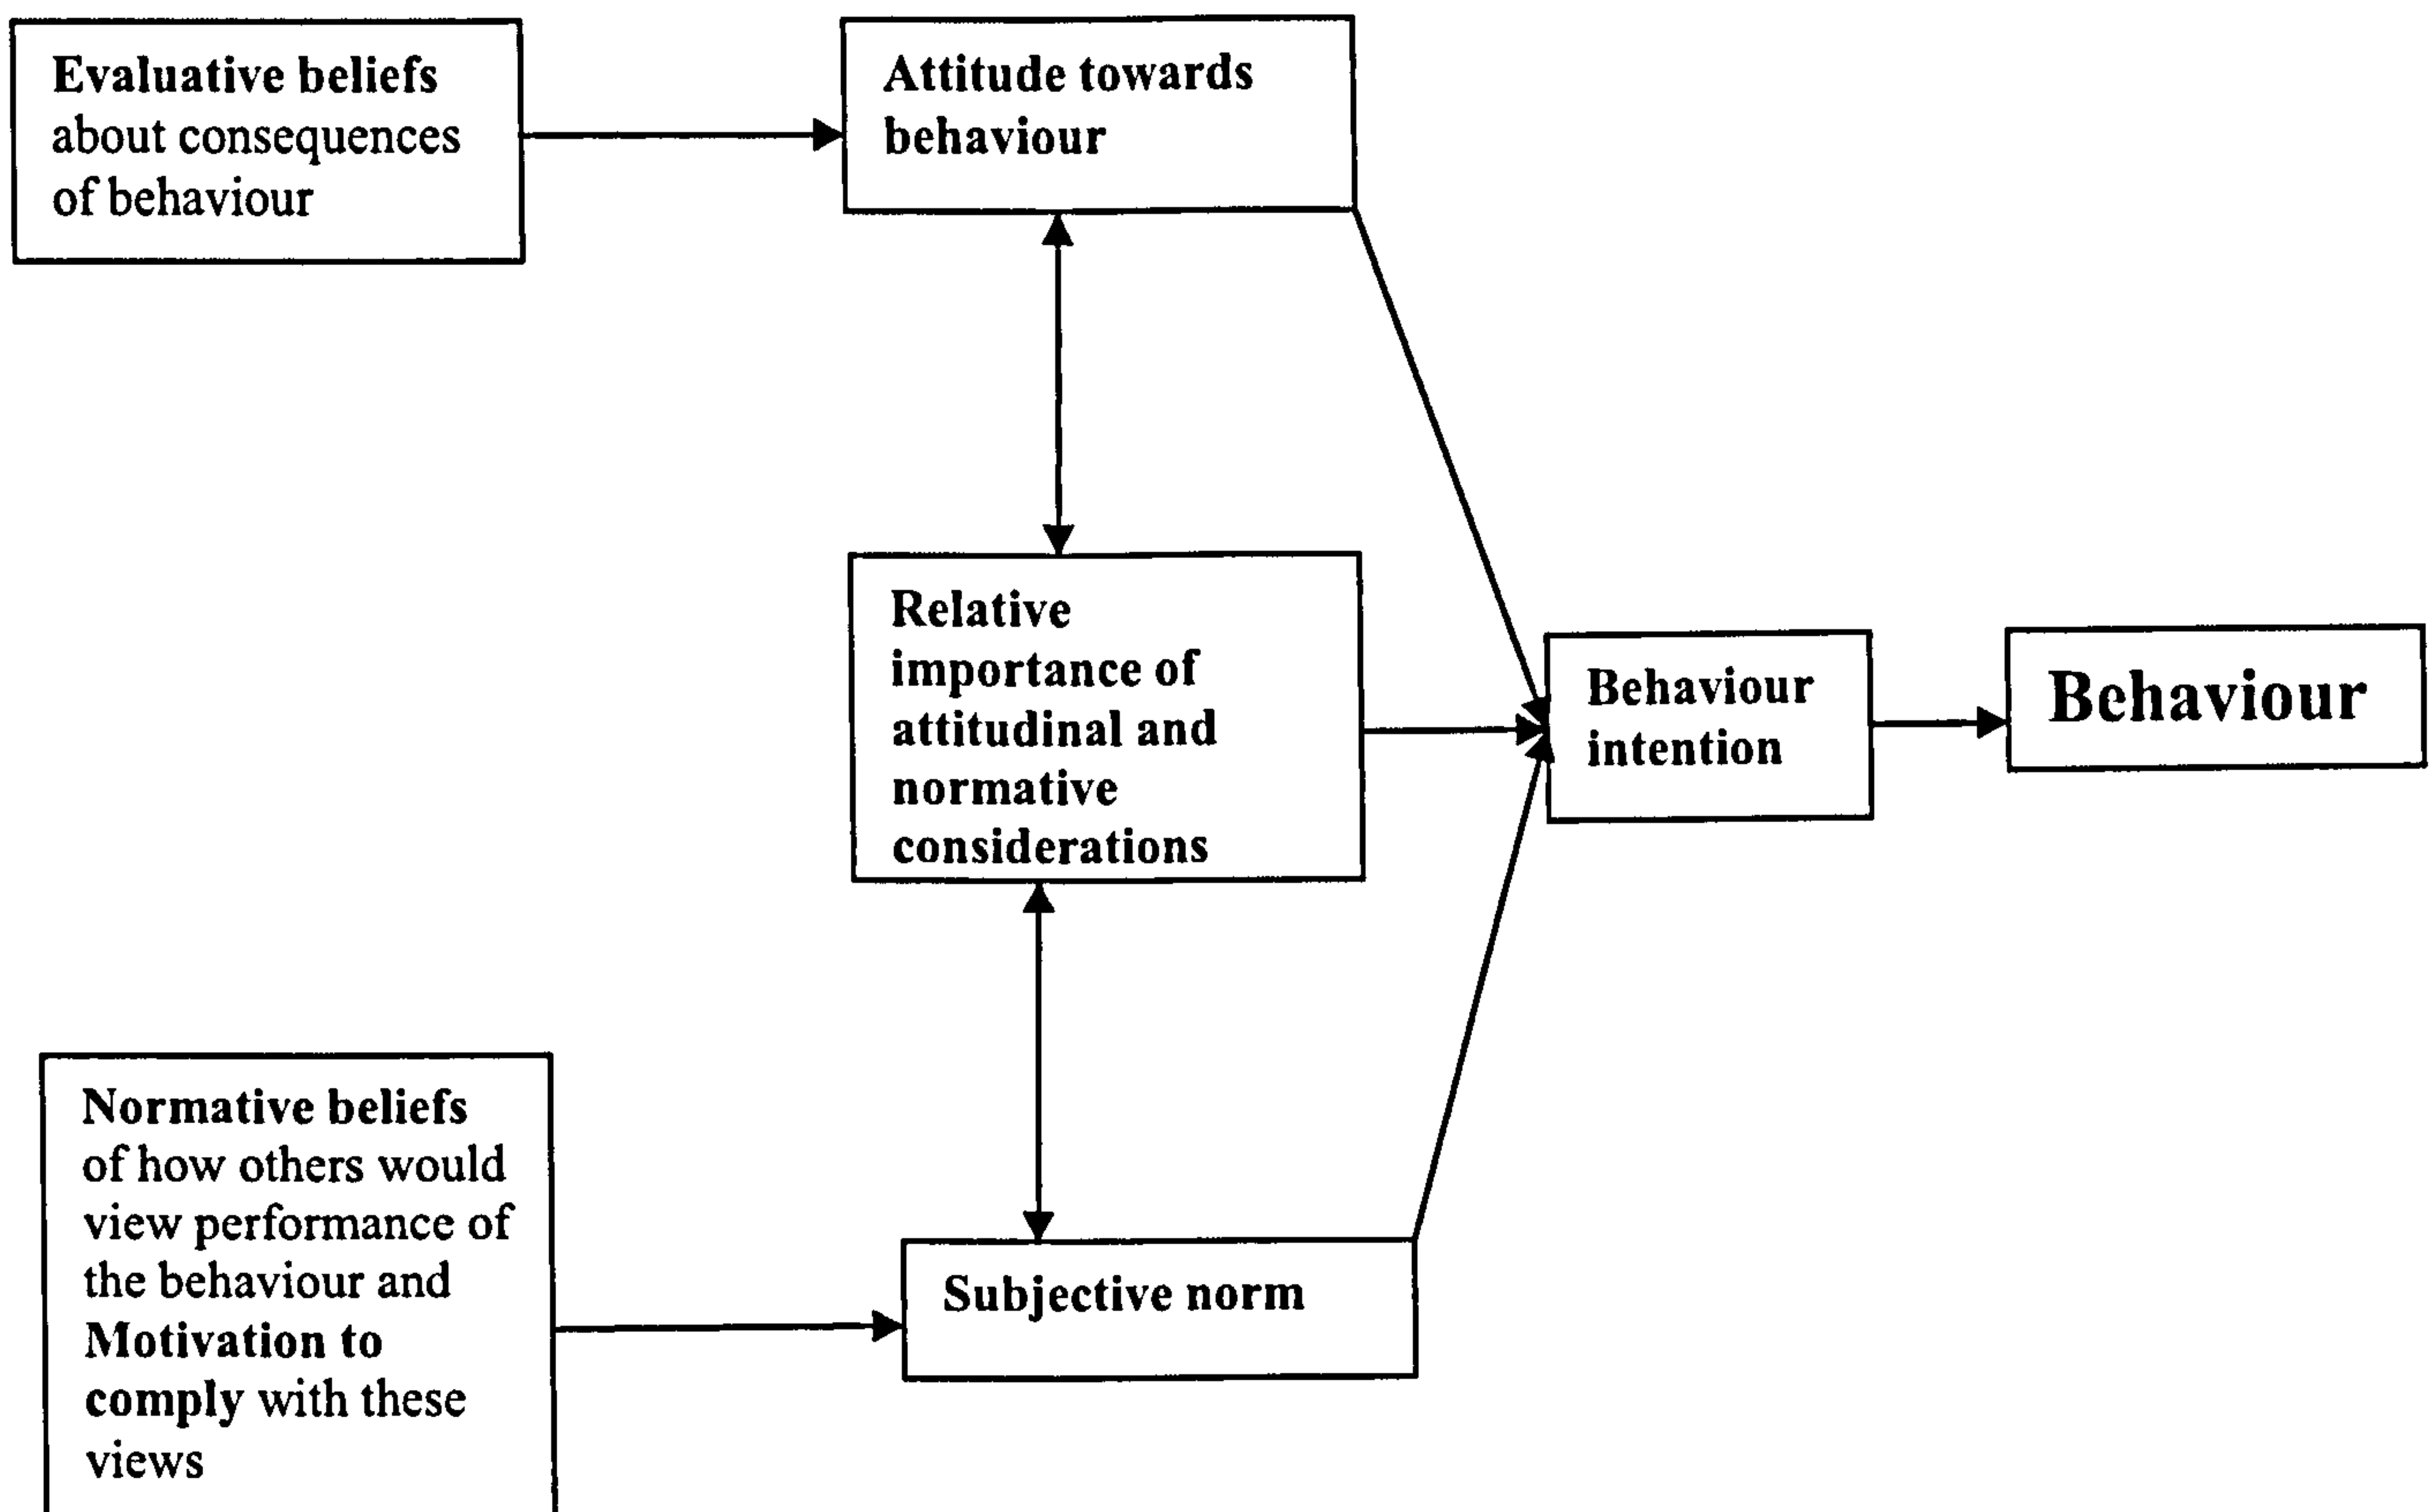 Evaluative beliefs
about consequences
of behaviour
Attitude towards
behaviour
Relative
importance of
attitudinal and
normative
considerations
Behaviour
intention
Behaviour
Normative beliefs
of how others would
view performance of
the behaviour and
Motivation to
comply with these
views
Subjective norm